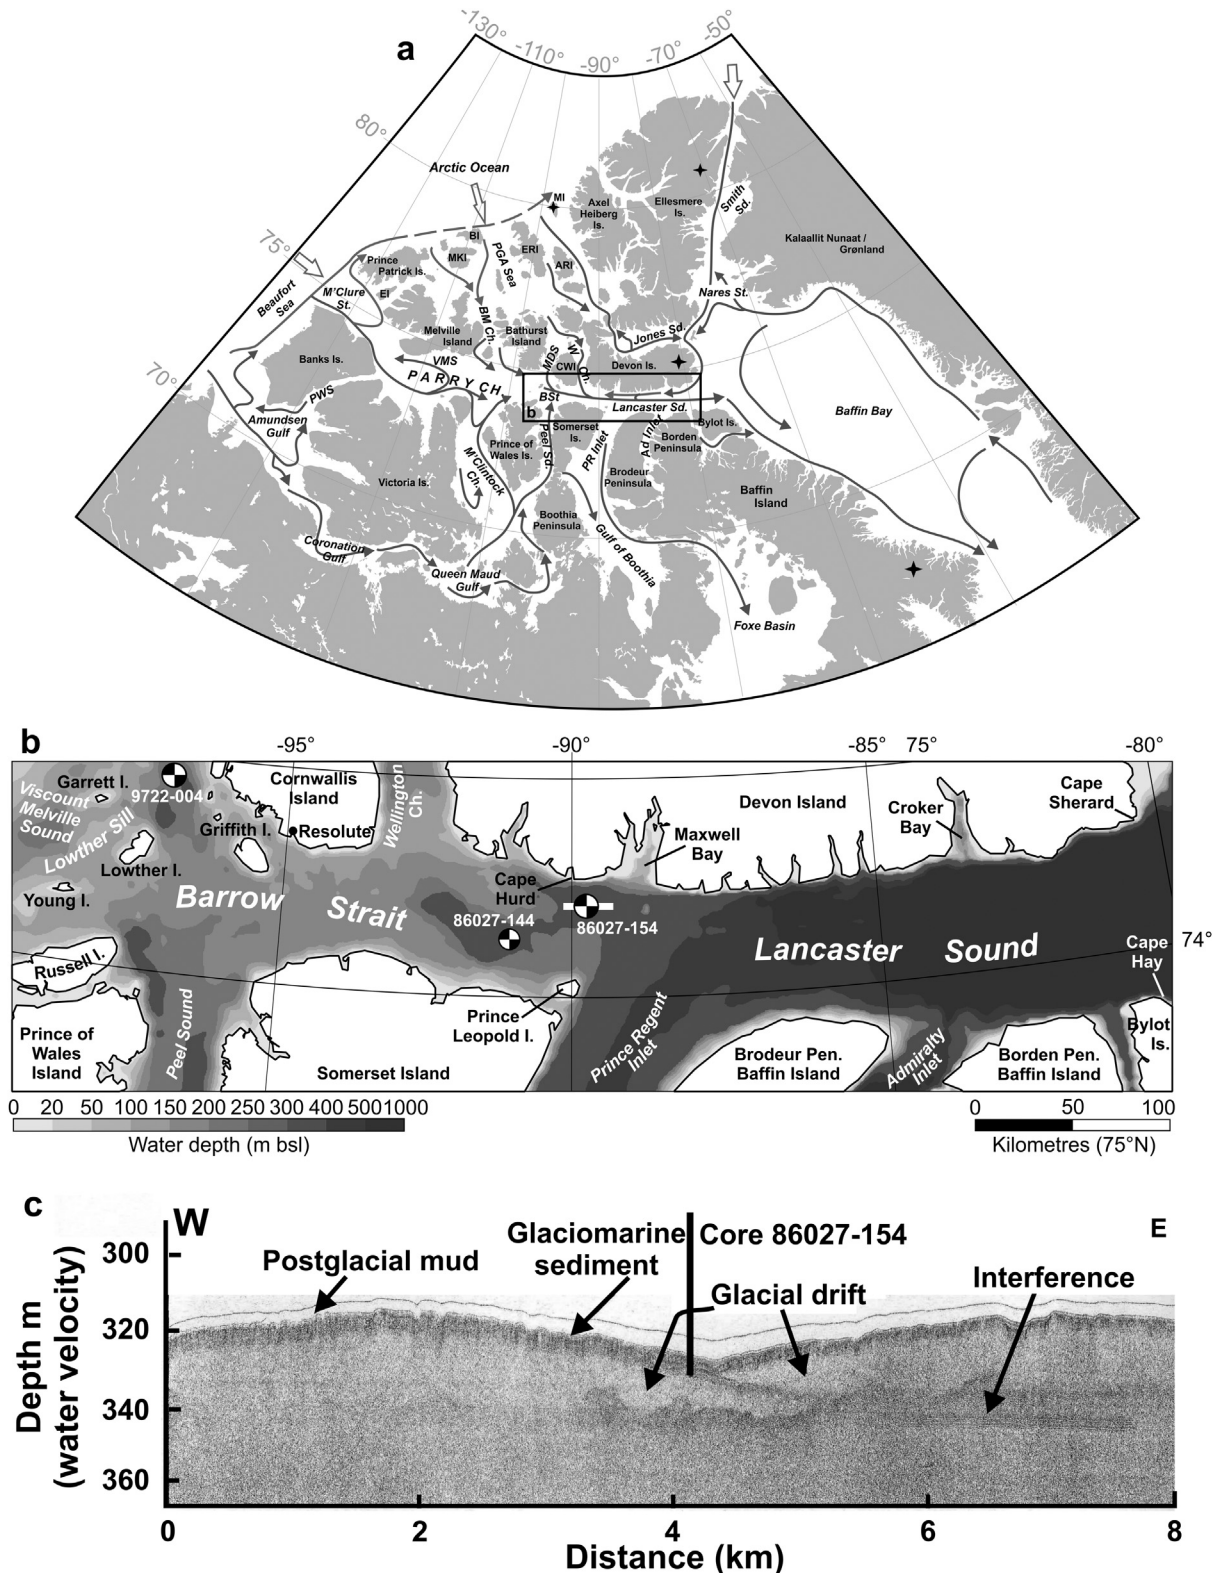 a
-130°
-110°
-90°
-70°
-50°
80°
75°
70°
Arctic Ocean
MI
Axel
Heiberg
Is.
Ellesmere
Is.
Smith
Sd.
Kalaallit Nunaat /
Grønland
BI
MKI
PGA Sea
ERI
ARI
Prince
Patrick Is.
EI
M'Clure
St.
Beaufort
Sea
Nares St.
Jones Sd.
Melville
Island
BM Ch.
Bathurst
Island
MDS
W. Ch.
CWI
Devon Is.
Banks Is.
VMS
PARRY CH.
PWS
Amundsen
Gulf
BSt
b
Lancaster Sd.
Baffin Bay
Somerset
Is.
Bylot Is.
Prince of
Wales Is.
Peel Sd.
PR Inlet
Ad Inlet
Borden
Peninsula
Brodeur
Peninsula
M'Clintock
Ch.
Victoria Is.
Baffin
Island
Boothia
Peninsula
Gulf of Boothia
Coronation
Gulf
Queen Maud
Gulf
Foxe Basin
b
-95°
-90°
-85°
75°
-80°
Garrett I.
9722-004
Viscount
Melville
Sound
Lowther Sill
Cornwallis
Island
Griffith I.
Resolute
Wellington
Ch.
Devon Island
Croker
Bay
Cape
Sherard
Maxwell
Bay
Lowther I.
Young I.
Barrow
Strait
Cape
Hurd
86027-144
86027-154
Lancaster
Sound
74°
Cape
Hay
Russell I.
Prince
Leopold I.
Prince of
Wales
Island
Peel Sound
Somerset Island
Prince Regent
Inlet
Brodeur Pen.
Baffin Island
Admiralty
Inlet
Borden Pen.
Baffin Island
Bylot
Is.
0 20 50 100 150 200 250 300 400 500 1000
Water depth (m bsl)
0 50 100
Kilometres (75°N)
c
W
E
Glaciomarine
sediment
Core 86027-154
Postglacial mud
Glacial drift
Interference
Depth m
(water velocity)
300
320
340
360
0 2 4 6 8
Distance (km)